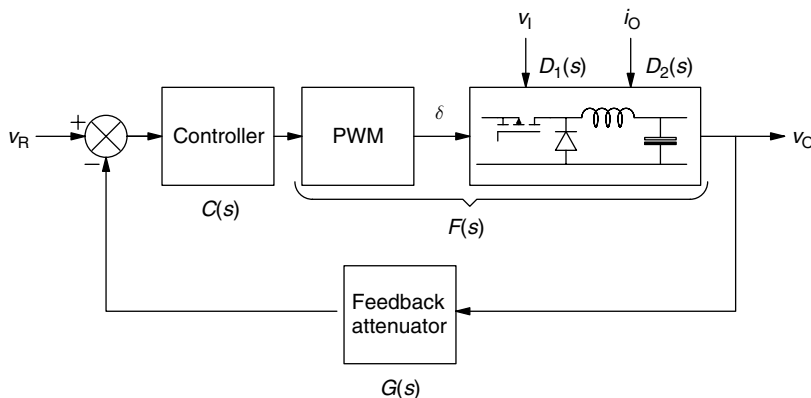 v_I
i_O
D_1(s)
D_2(s)
v_R
+
−
Controller
PWM
δ
v_O
C(s)
F(s)
Feedback
attenuator
G(s)